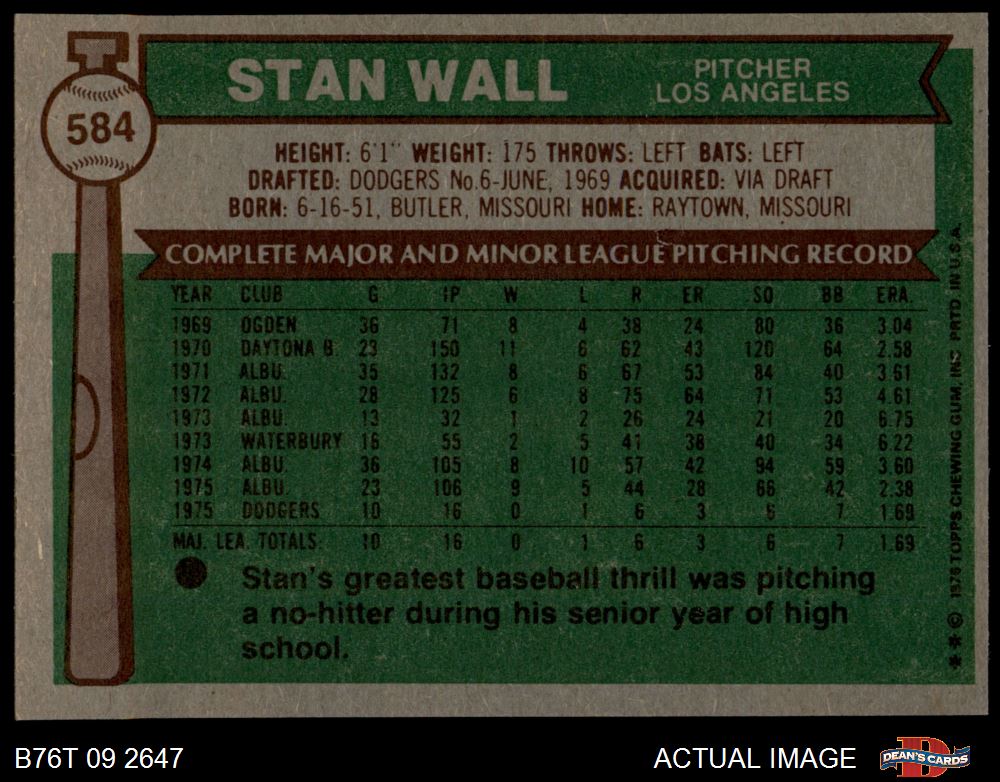 584
STAN WALL
PITCHER
LOS ANGELES
HEIGHT: 6'1" WEIGHT: 175 THROWS: LEFT BATS: LEFT
DRAFTED: DODGERS No.6-JUNE, 1969 ACQUIRED: VIA DRAFT
BORN: 6-16-51, BUTLER, MISSOURI HOME: RAYTOWN, MISSOURI
COMPLETE MAJOR AND MINOR LEAGUE PITCHING RECORD
YEAR CLUB G IP W L R ER SO BB ERA.
1969 OGDEN 36 71 8 4 38 24 80 36 3.04
1970 DAYTONA B. 23 150 11 6 62 43 120 64 2.58
1971 ALBU. 35 132 8 6 67 53 84 40 3.61
1972 ALBU. 28 125 6 8 75 64 71 53 4.61
1973 ALBU. 13 32 1 2 26 24 21 20 6.75
1973 WATERBURY 16 55 2 5 41 38 40 34 6.22
1974 ALBU. 36 105 8 10 57 42 94 59 3.60
1975 ALBU. 23 106 9 5 44 28 66 42 2.38
1975 DODGERS 10 16 0 1 6 3 6 7 1.69
MAJ. LEA. TOTALS. 10 16 0 1 6 3 6 7 1.69
Stan's greatest baseball thrill was pitching
a no-hitter during his senior year of high
school.
** © 1976 TOPPS CHEWING GUM, INC. PRTD. IN U.S.A.
B76T 09 2647
ACTUAL IMAGE
D
DEAN'S CARDS